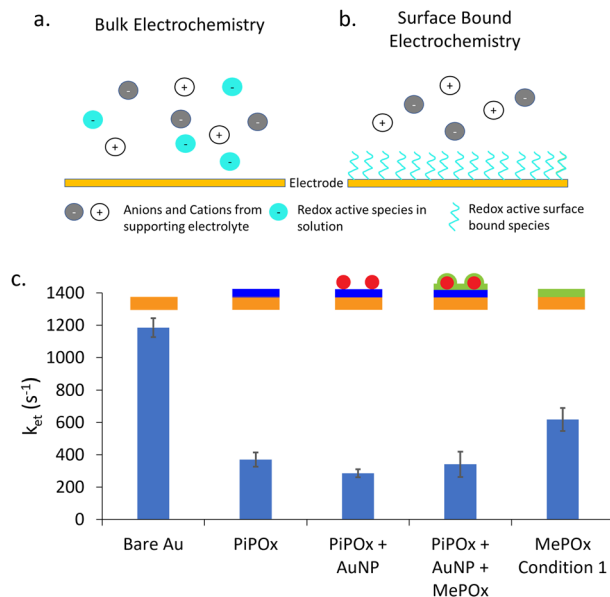 a.
Bulk Electrochemistry
b.
Surface Bound
Electrochemistry
+
-
-
-
-
+
-
+
-
-
+
-
+
+
-
-
Electrode
-
+
Anions and Cations from
supporting electrolyte
-
Redox active species in
solution
Redox active surface
bound species
c.
1400
1200
1000
800
600
400
200
0
k_et (s⁻¹)
Bare Au
PiPOx
PiPOx +
AuNP
PiPOx +
AuNP +
MePOx
MePOx
Condition 1